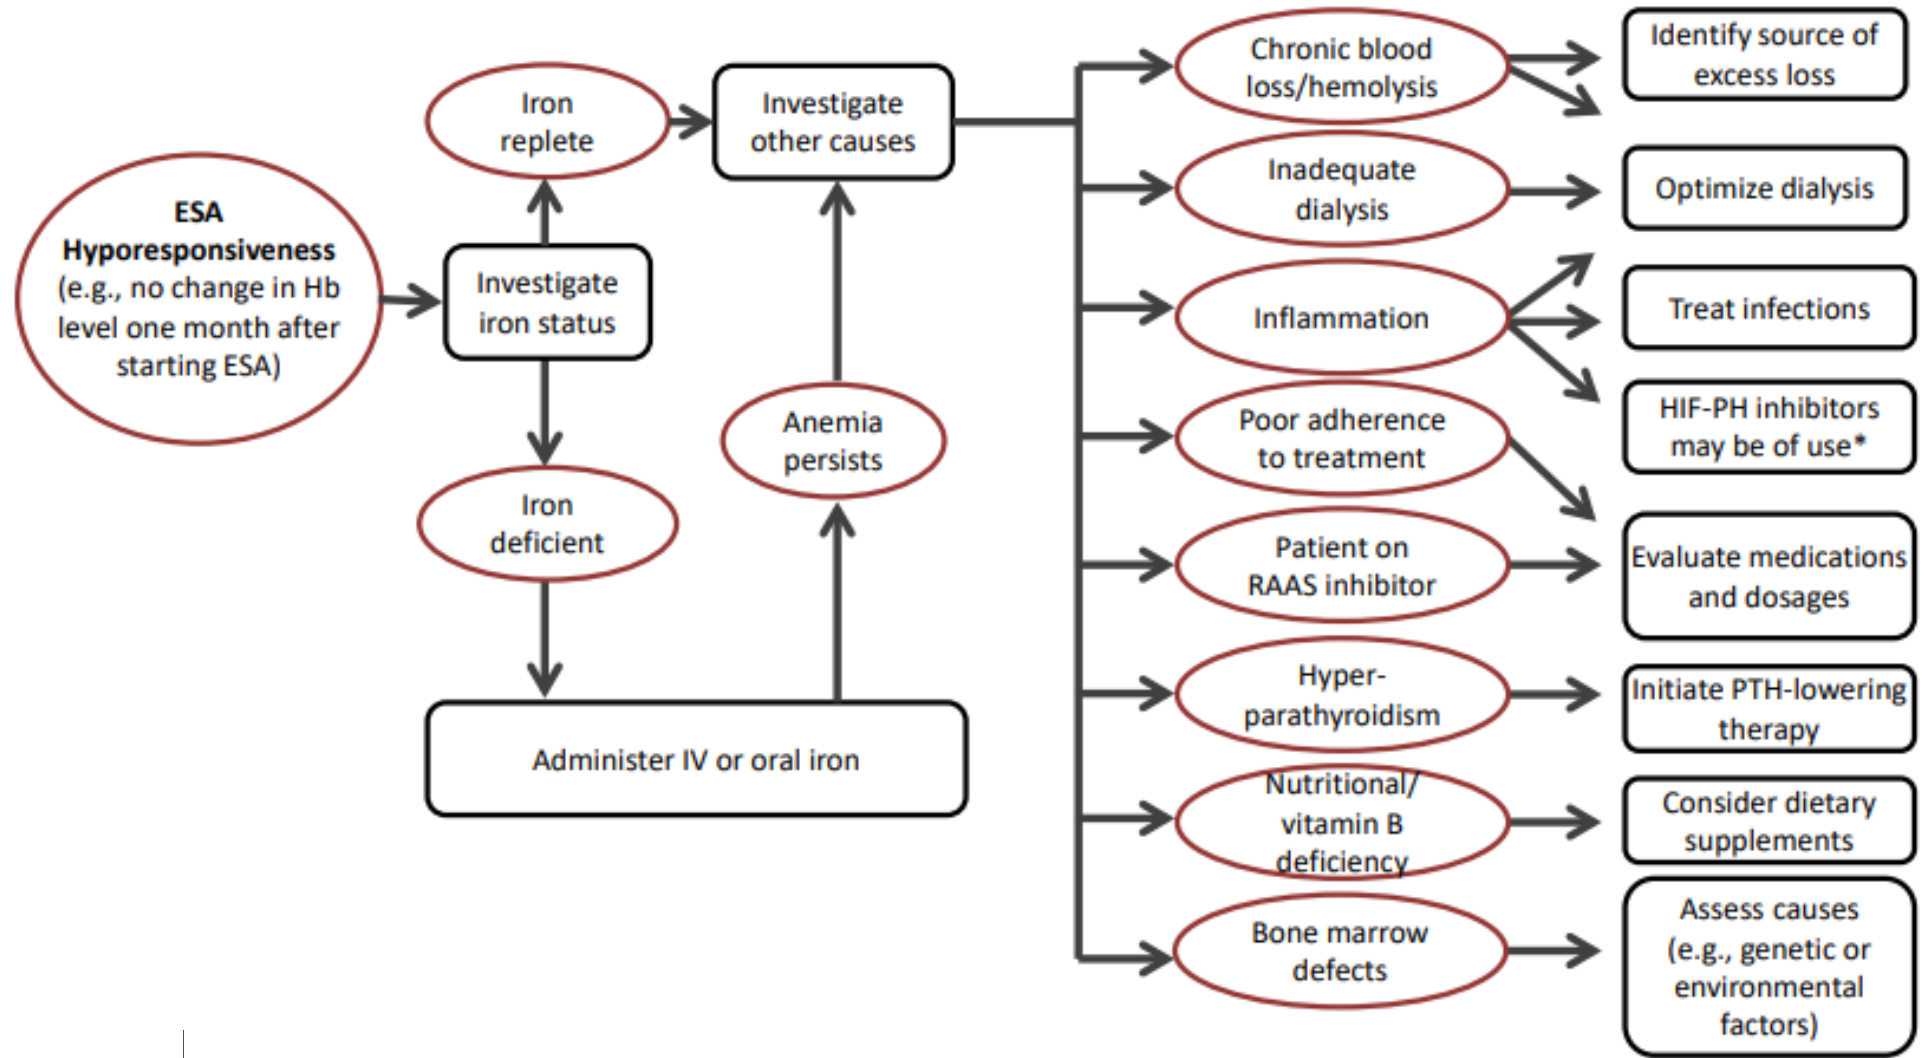 ESA
Hyporesponsiveness
(e.g., no change in Hb
level one month after
starting ESA)
Iron
replete
Investigate
iron status
Iron
deficient
Administer IV or oral iron
Anemia
persists
Investigate
other causes
Chronic blood
loss/hemolysis
Identify source of
excess loss
Inadequate
dialysis
Optimize dialysis
Inflammation
Treat infections
HIF-PH inhibitors
may be of use*
Poor adherence
to treatment
Patient on
RAAS inhibitor
Evaluate medications
and dosages
Hyper-
parathyroidism
Initiate PTH-lowering
therapy
Nutritional/
vitamin B
deficiency
Consider dietary
supplements
Bone marrow
defects
Assess causes
(e.g., genetic or
environmental
factors)